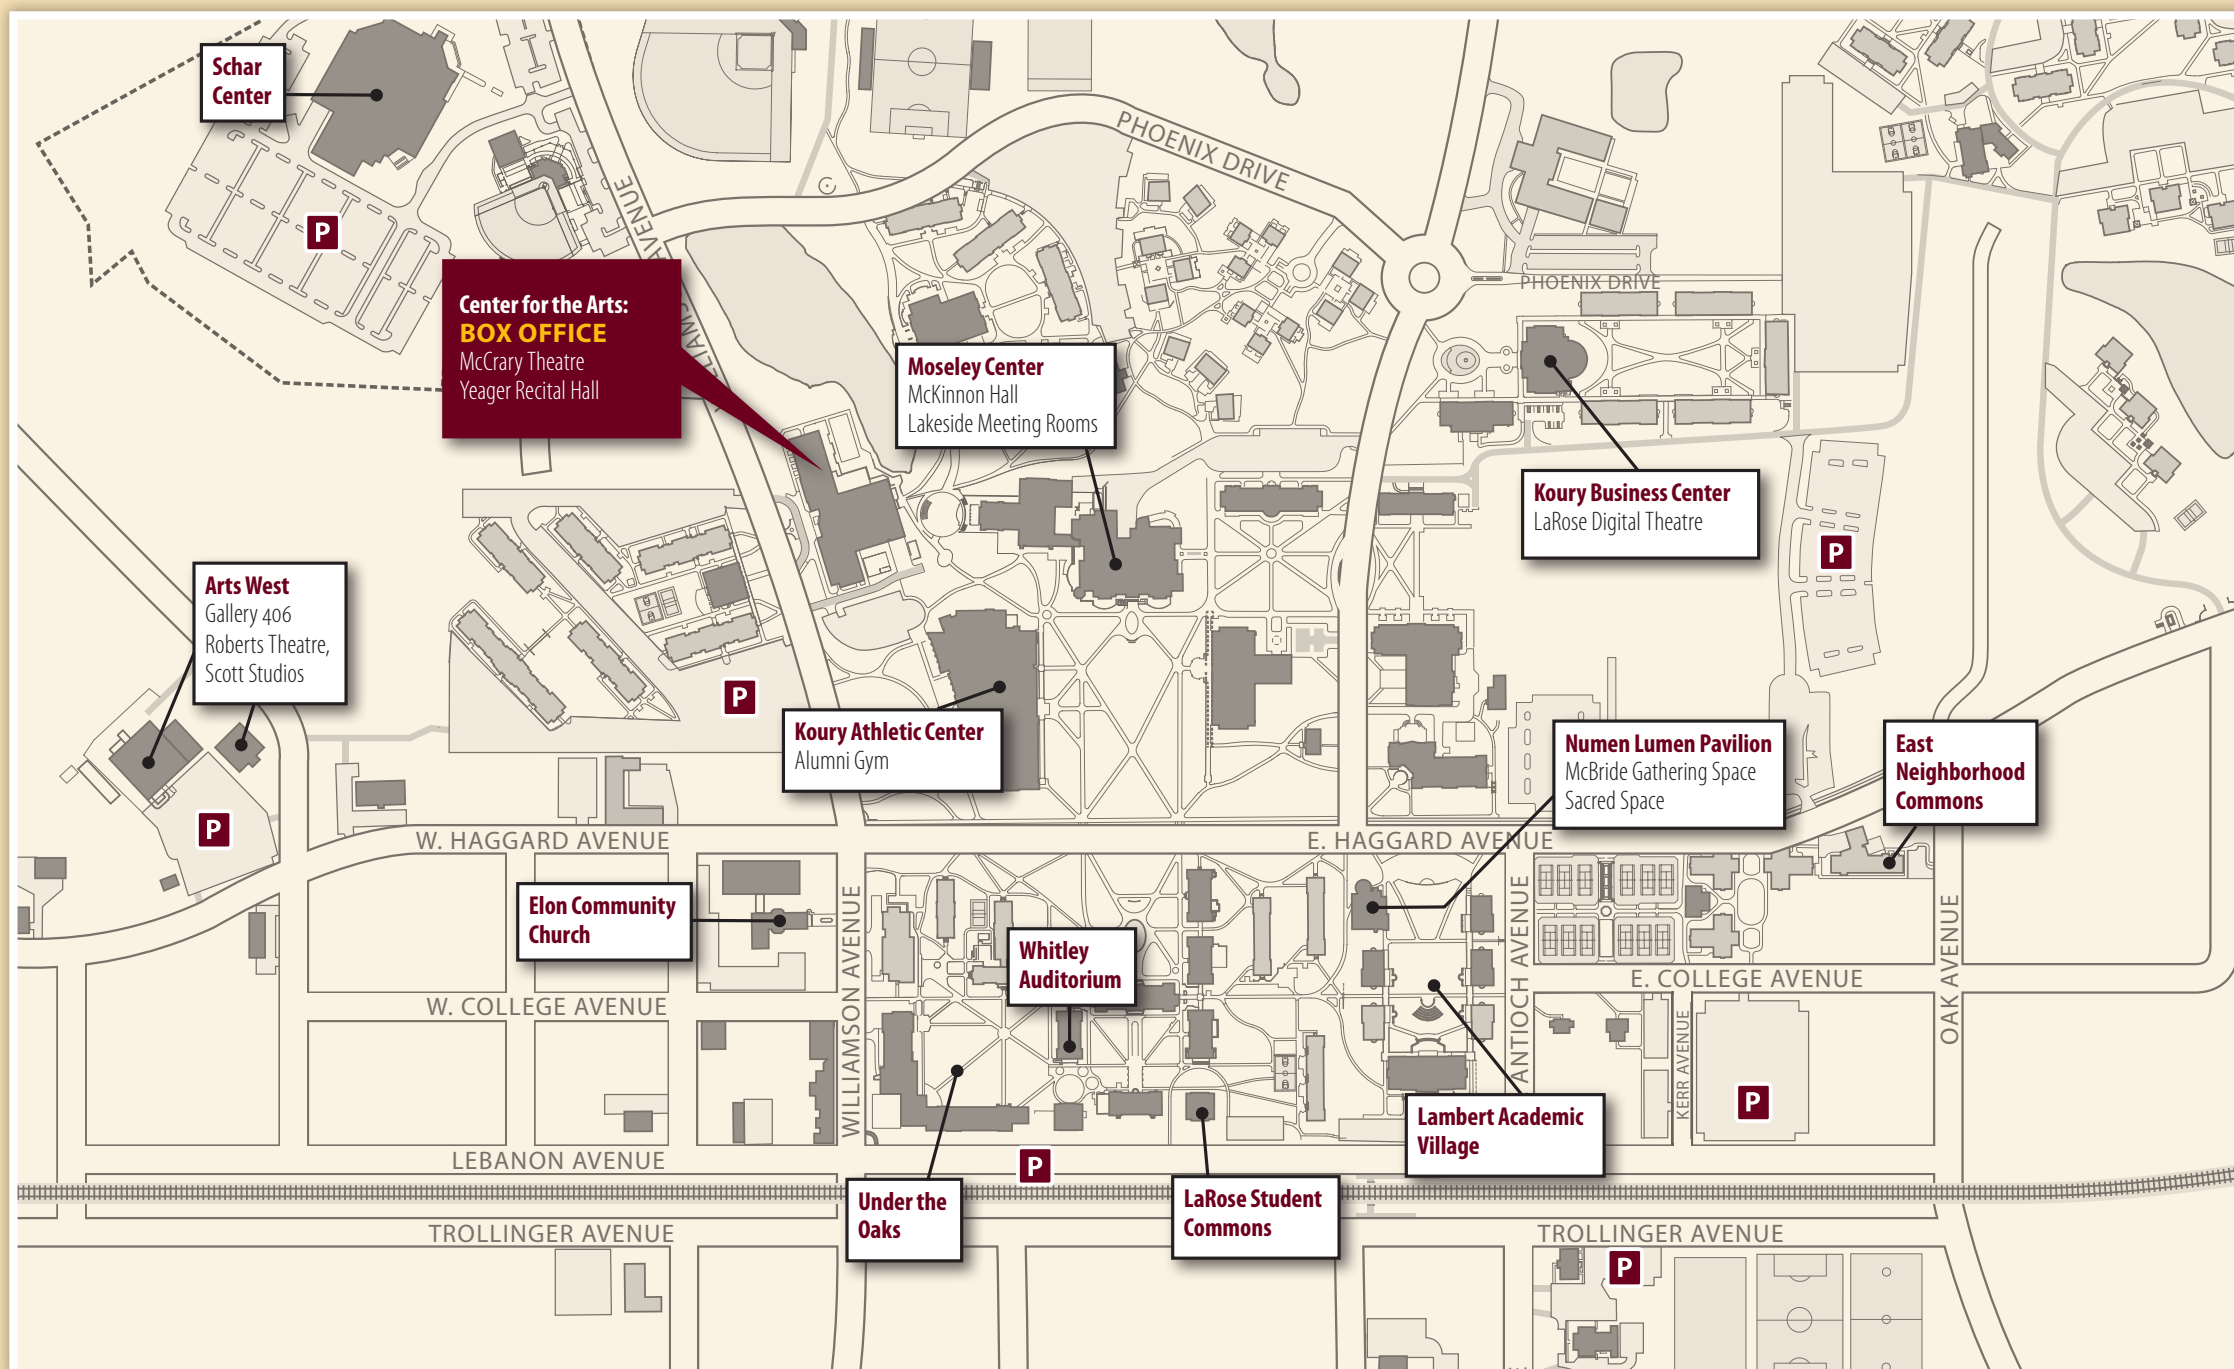 Schar
Center
P
AVENUE
PHOENIX DRIVE
PHOENIX DRIVE
Center for the Arts:
BOX OFFICE
McCrary Theatre
Yeager Recital Hall
Moseley Center
McKinnon Hall
Lakeside Meeting Rooms
Koury Business Center
LaRose Digital Theatre
P
Arts West
Gallery 406
Roberts Theatre,
Scott Studios
P
Koury Athletic Center
Alumni Gym
Numen Lumen Pavilion
McBride Gathering Space
Sacred Space
East
Neighborhood
Commons
P
W. HAGGARD AVENUE
E. HAGGARD AVENUE
Elon Community
Church
WILLIAMSON AVENUE
Whitley
Auditorium
ANTIOCH AVENUE
OAK AVENUE
E. COLLEGE AVENUE
W. COLLEGE AVENUE
KERR AVENUE
P
Lambert Academic
Village
LEBANON AVENUE
P
Under the
Oaks
LaRose Student
Commons
TROLLINGER AVENUE
TROLLINGER AVENUE
P